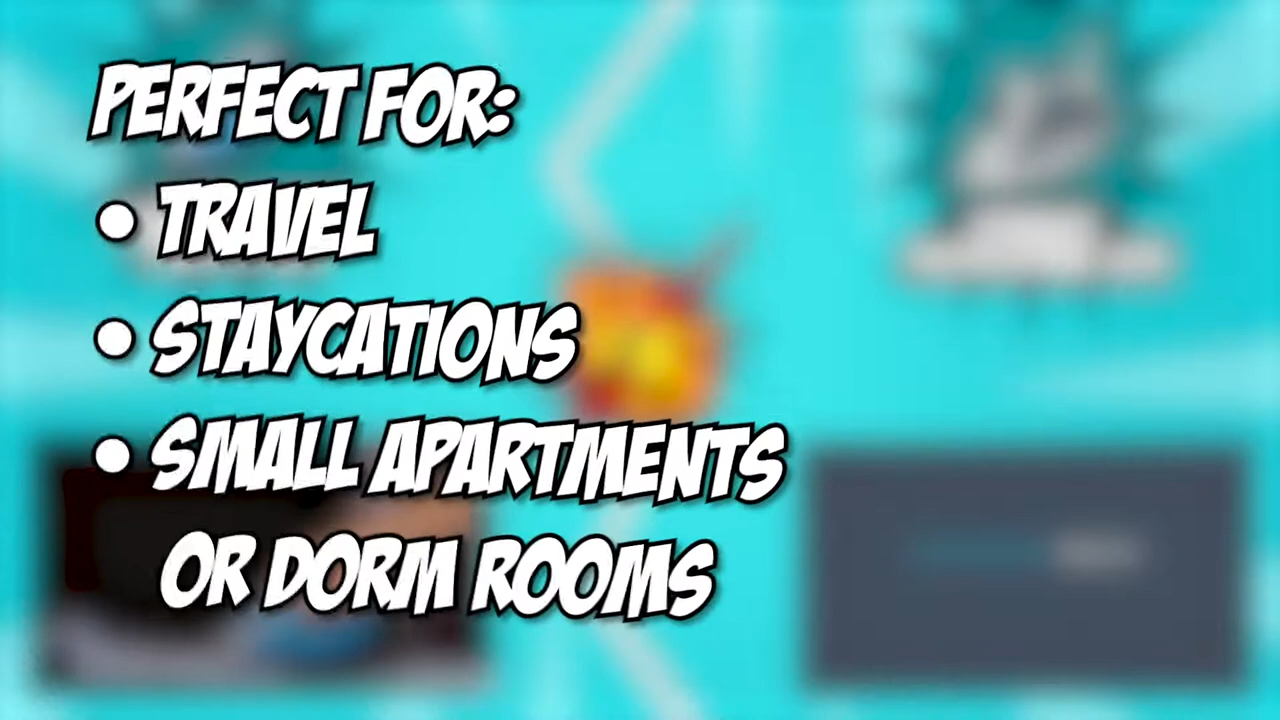 PERFECT FOR:
• TRAVEL
• STAYCATIONS
• SMALL APARTMENTS
OR DORM ROOMS